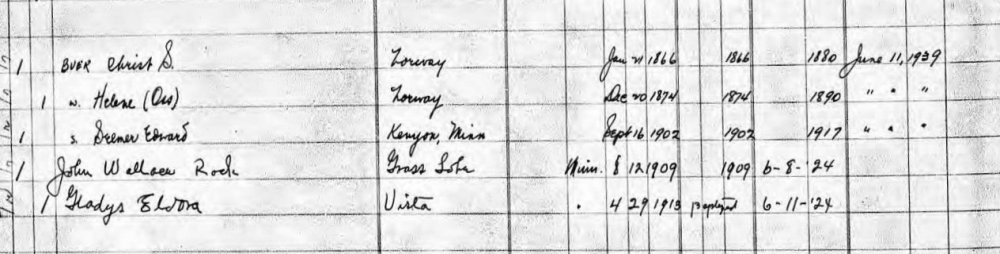 1 BUER Christ S. Norway Jan 21 1866 1866 1880 June 11, 1939
1 w. Helene (Oss) Norway Dec 20 1874 1874 1890 " " "
1 s. Bremer Edward Kenyon, Minn Sept 16 1902 1902 1917 " " "
1 John Wallace Rock Grass Lake Minn. 8 12 1909 1909 6-8-'24
1 Gladys Eldora Vista " 4 29 1913 baptized 6-11-'24